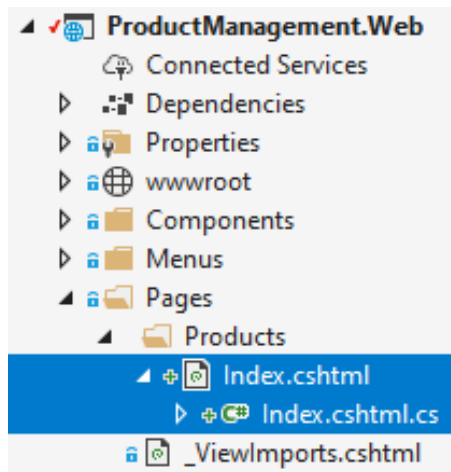 ProductManagement.Web
Connected Services
Dependencies
Properties
wwwroot
Components
Menus
Pages
Products
Index.cshtml
C# Index.cshtml.cs
_ViewImports.cshtml